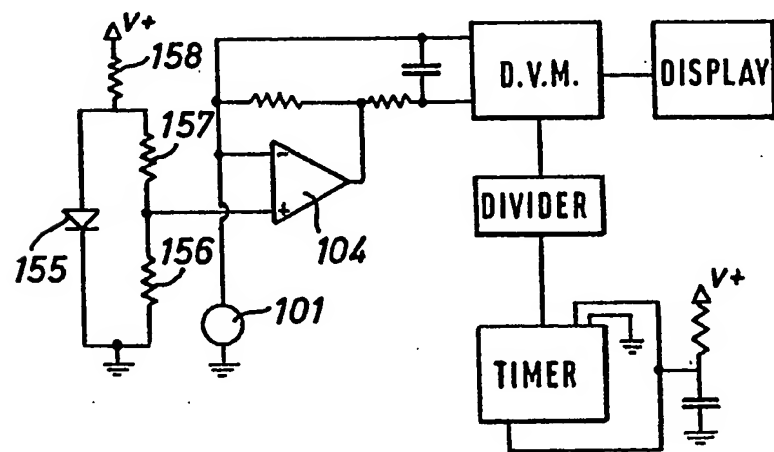 V+
158
157
155
156
-
+
104
101
D.V.M.
DISPLAY
DIVIDER
TIMER
V+